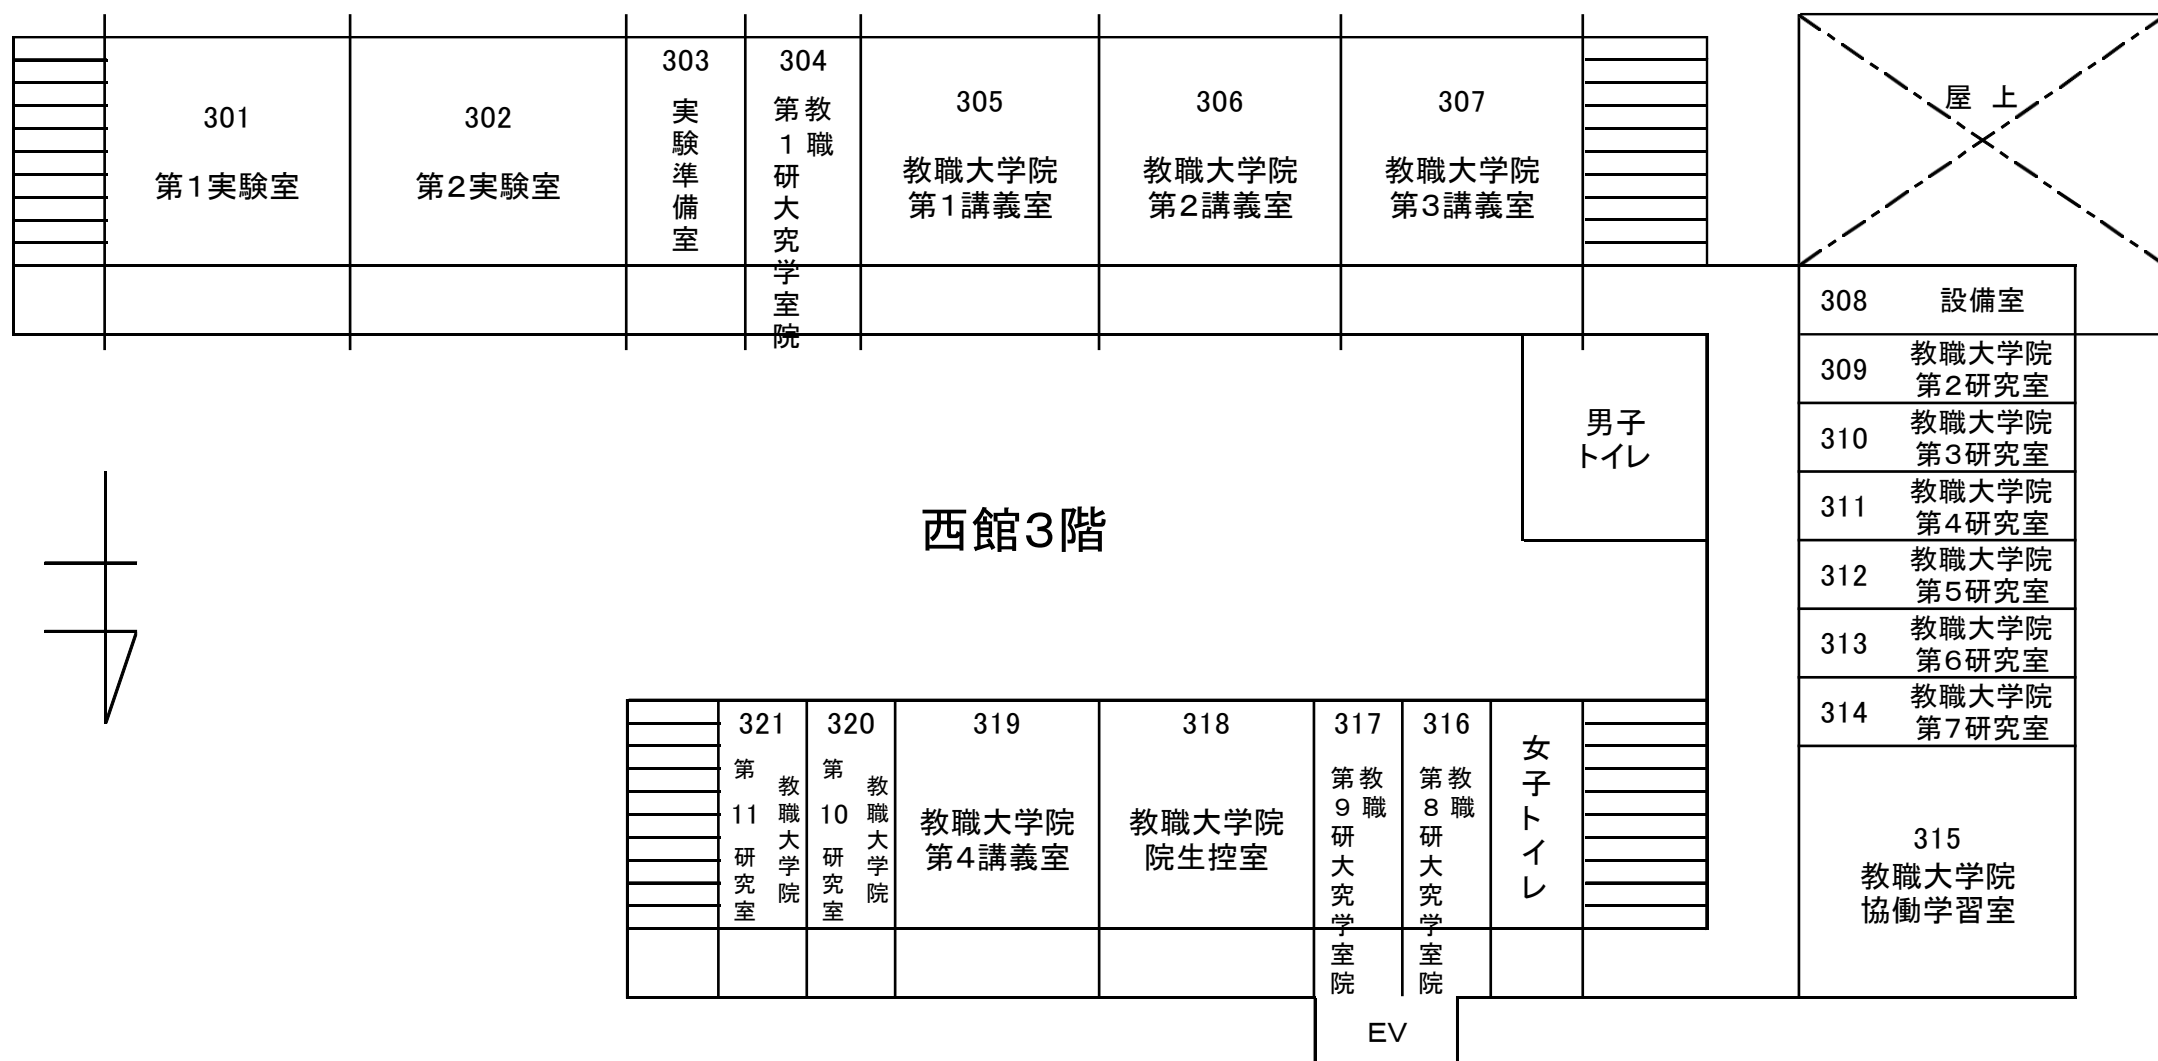 301
第1実験室
302
第2実験室
303
実験準備室
304
教職大学院
第1研究室
305
教職大学院
第1講義室
306
教職大学院
第2講義室
307
教職大学院
第3講義室
屋 上
308 設備室
309 教職大学院
第2研究室
310 教職大学院
第3研究室
311 教職大学院
第4研究室
312 教職大学院
第5研究室
313 教職大学院
第6研究室
314 教職大学院
第7研究室
315
教職大学院
協働学習室
男子
トイレ
西館3階
321
教職大学院
第11研究室
320
教職大学院
第10研究室
319
教職大学院
第4講義室
318
教職大学院
院生控室
317
教職大学院
第9研究室
316
教職大学院
第8研究室
女子トイレ
EV